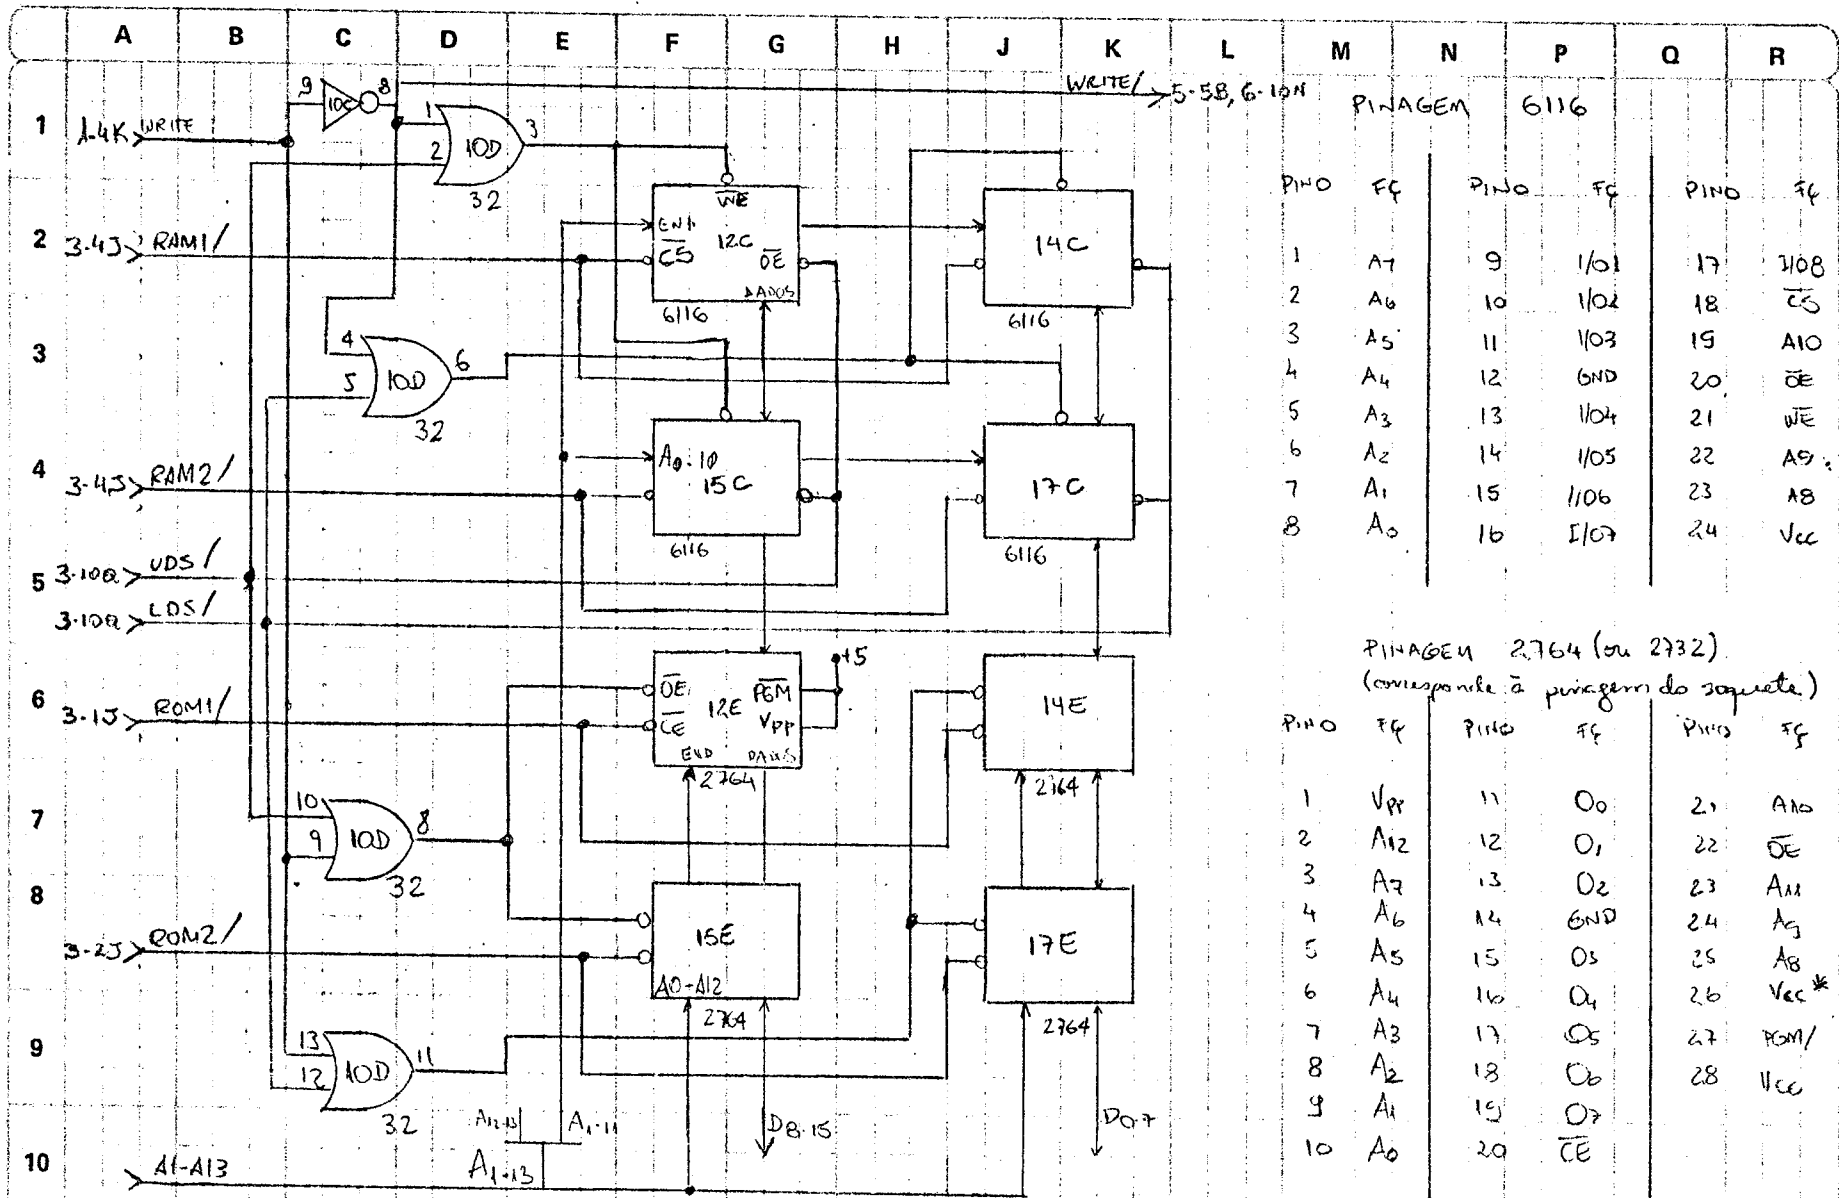 A B C D E F G H J K L M N P Q R
1
2
3
4
5
6
7
8
9
10
1-4K WRITE
9 10C 8
1 2 10D 3
32
WRITE/ 5-5B, 6-10N
3-4J RAM1/
WE
EN1
CS
12C
OE
DADOS
6116
14C
6116
4 5 10D 6
32
3-4J RAM2/
A0-10
15C
6116
17C
6116
3-10Q UDS/
3-10Q LDS/
3-1J ROM1/
OE PGM
12E
CE VPP
END DADOS
2764
+5
14E
2764
10 9 10D 8
32
3-2J ROM2/
15E
A0-A12
2764
17E
2764
13 12 10D 11
32
A12-13 A1-11
A1-13
A1-A13
D8-15
D0-7
PINAGEM 6116
PINO Fç PINO Fç PINO Fç
1 A7 9 I/O1 17 I/O8
2 A6 10 I/O2 18 CS
3 A5 11 I/O3 19 A10
4 A4 12 GND 20 OE
5 A3 13 I/O4 21 WE
6 A2 14 I/O5 22 A9
7 A1 15 I/O6 23 A8
8 A0 16 I/O7 24 Vcc
PINAGEM 2764 (ou 2732)
(corresponde à pinagem do soquete)
PINO Fç PINO Fç PINO Fç
1 VPP 11 O0 21 A10
2 A12 12 O1 22 OE
3 A7 13 O2 23 A11
4 A6 14 GND 24 A9
5 A5 15 O3 25 A8
6 A4 16 O4 26 Vcc*
7 A3 17 O5 27 PGM/
8 A2 18 O6 28 Vcc
9 A1 19 O7
10 A0 20 CE